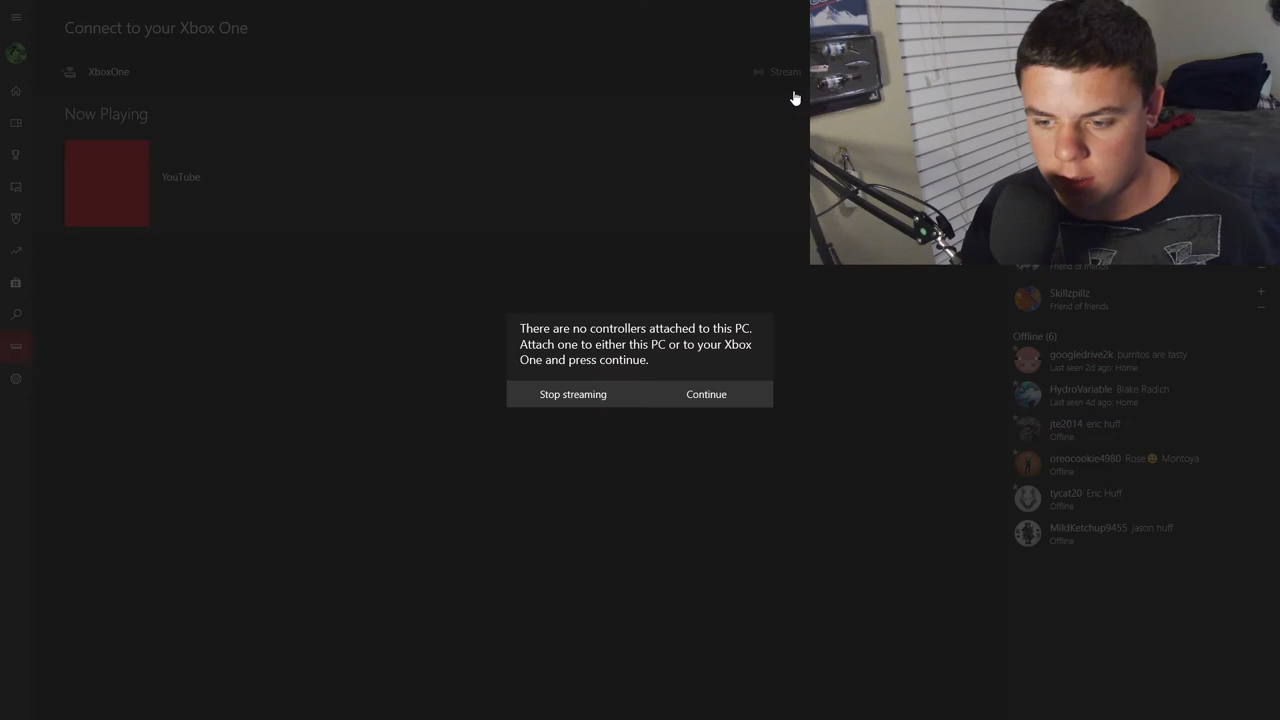 Connect to your Xbox One
XboxOne
Stream
Now Playing
YouTube
There are no controllers attached to this PC.
Attach one to either this PC or to your Xbox
One and press continue.
Stop streaming
Continue
Friend of friends
Skillzpillz
Friend of friends
Offline (6)
googledrive2k burritos are tasty
Last seen 2d ago: Home
HydroVariable Blake Radich
Last seen 4d ago: Home
jte2014 eric huff
Offline
oreocookie4980 Rose😉 Montoya
Offline
tycat20 Eric Huff
Offline
MildKetchup9455 Jason huff
Offline